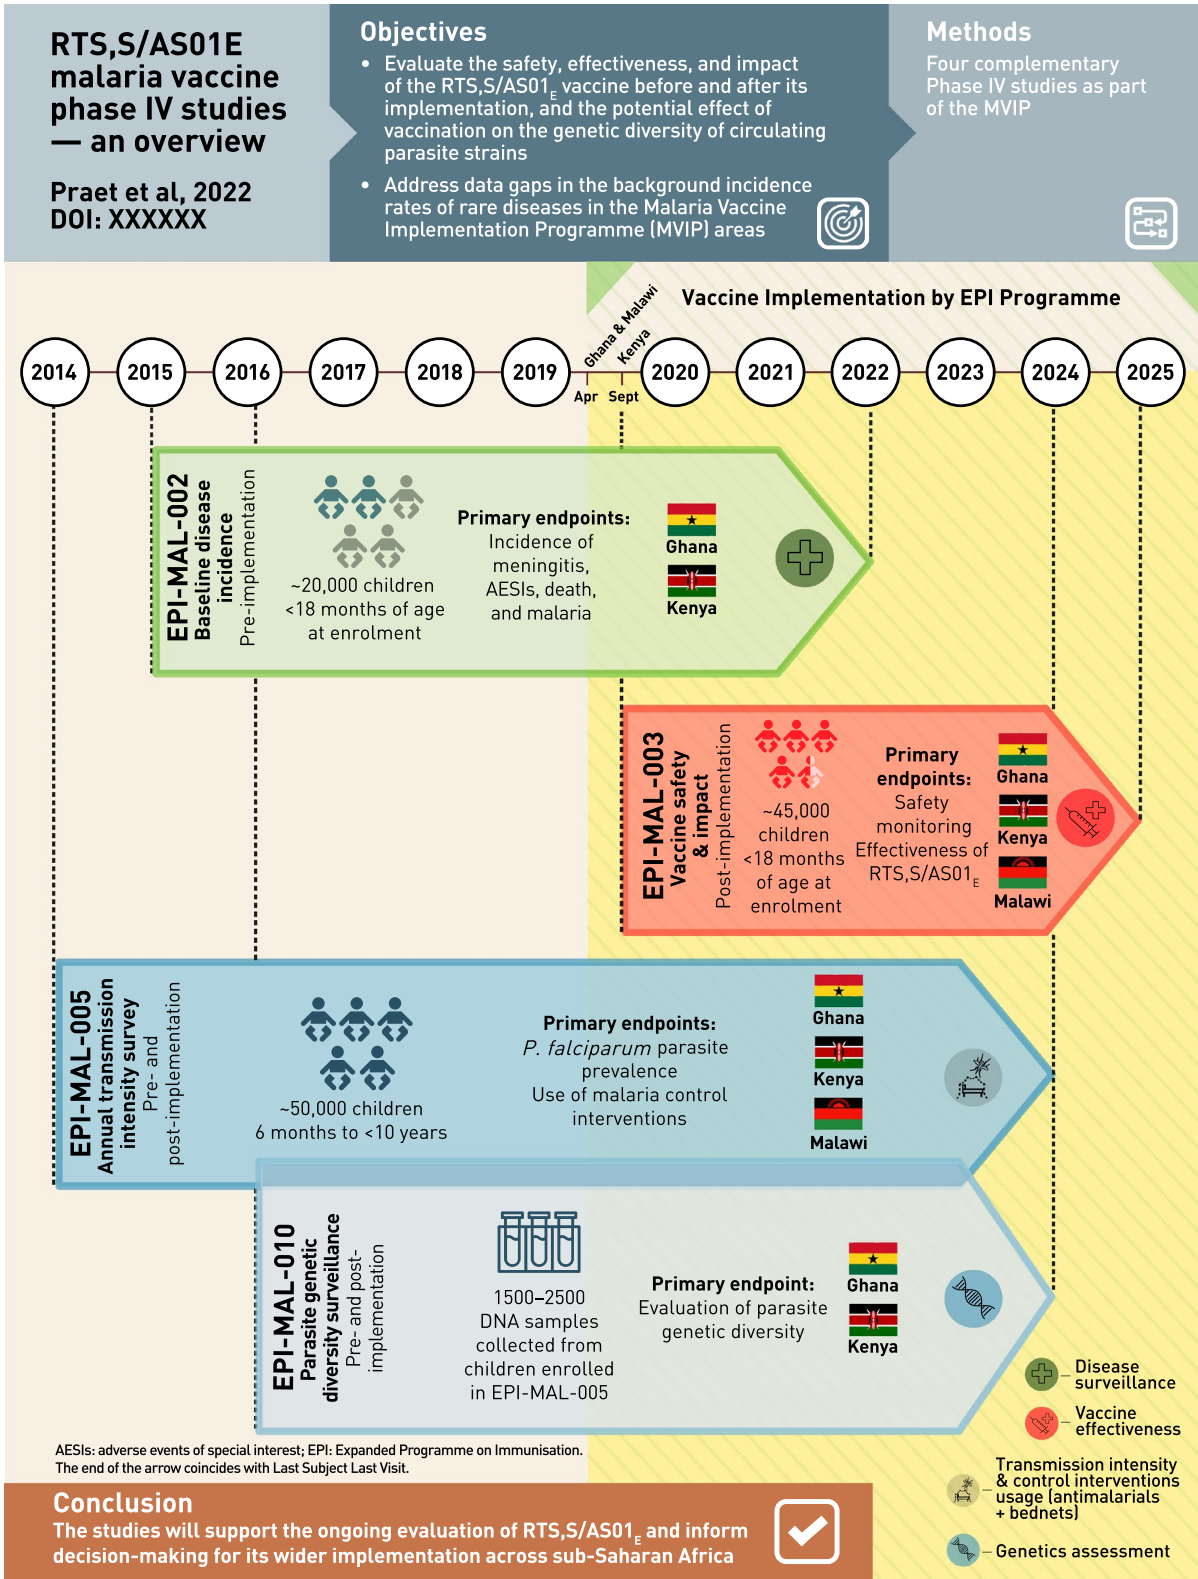 RTS,S/AS01E
malaria vaccine
phase IV studies
— an overview
Praet et al, 2022
DOI: XXXXXX
Objectives
• Evaluate the safety, effectiveness, and impact
of the RTS,S/AS01E vaccine before and after its
implementation, and the potential effect of
vaccination on the genetic diversity of circulating
parasite strains
• Address data gaps in the background incidence
rates of rare diseases in the Malaria Vaccine
Implementation Programme (MVIP) areas
Methods
Four complementary
Phase IV studies as part
of the MVIP
Vaccine Implementation by EPI Programme
Ghana & Malawi
Kenya
2014 2015 2016 2017 2018 2019 2020 2021 2022 2023 2024 2025
Apr Sept
EPI-MAL-002
Baseline disease
incidence
Pre-implementation
~20,000 children
<18 months of age
at enrolment
Primary endpoints:
Incidence of
meningitis,
AESIs, death,
and malaria
Ghana
Kenya
EPI-MAL-003
Vaccine safety
& impact
Post-implementation
~45,000
children
<18 months
of age at
enrolment
Primary
endpoints:
Safety
monitoring
Effectiveness of
RTS,S/AS01E
Ghana
Kenya
Malawi
EPI-MAL-005
Annual transmission
intensity survey
Pre- and
post-implementation
~50,000 children
6 months to <10 years
Primary endpoints:
P. falciparum parasite
prevalence
Use of malaria control
interventions
Ghana
Kenya
Malawi
EPI-MAL-010
Parasite genetic
diversity surveillance
Pre- and post-
implementation
1500–2500
DNA samples
collected from
children enrolled
in EPI-MAL-005
Primary endpoint:
Evaluation of parasite
genetic diversity
Ghana
Kenya
Disease
surveillance
Vaccine
effectiveness
Transmission intensity
& control interventions
usage (antimalarials
+ bednets)
Genetics assessment
AESIs: adverse events of special interest; EPI: Expanded Programme on Immunisation.
The end of the arrow coincides with Last Subject Last Visit.
Conclusion
The studies will support the ongoing evaluation of RTS,S/AS01E and inform
decision-making for its wider implementation across sub-Saharan Africa